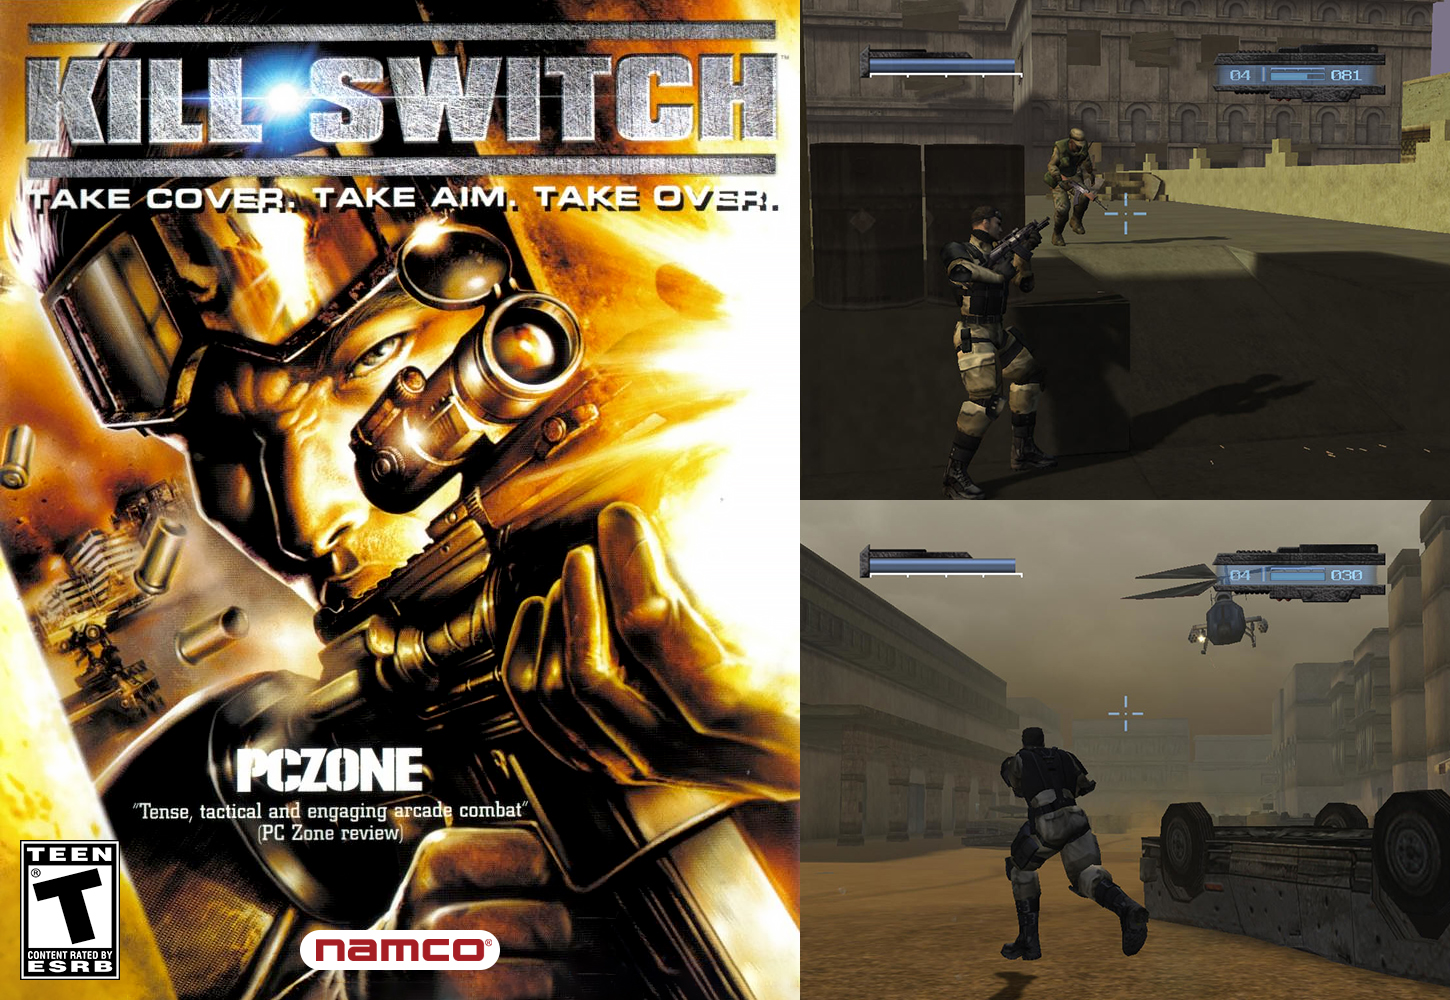 KILL SWITCH™
TAKE COVER. TAKE AIM. TAKE OVER.
PCZONE
"Tense, tactical and engaging arcade combat"
(PC Zone review)
TEEN
®
T
CONTENT RATED BY
ESRB
namco®
04 081
04 030